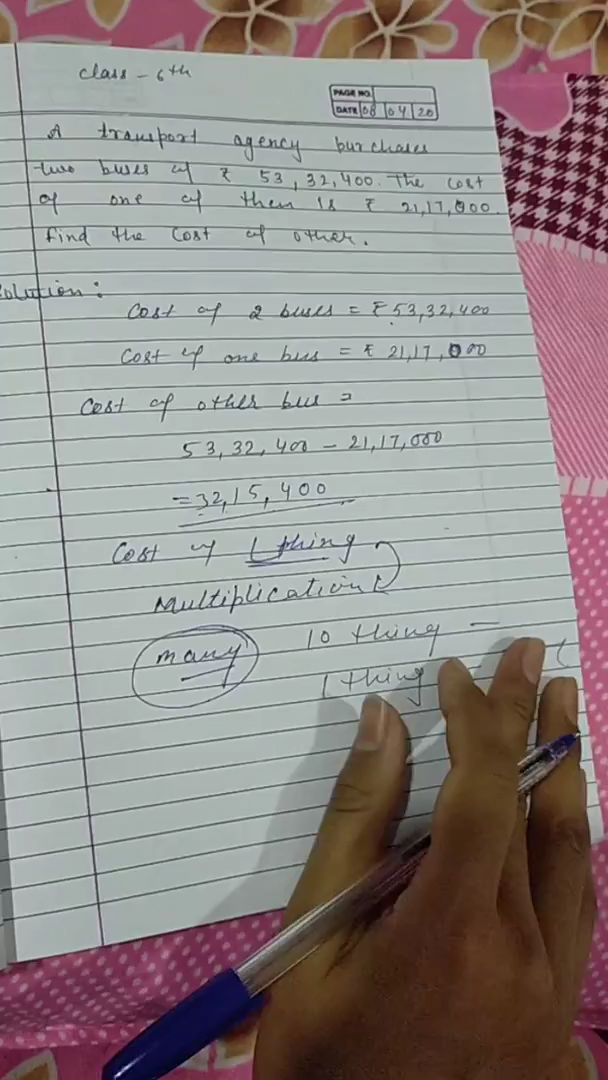 Class - 6th
PAGE NO.
DATE 08 04 20
A transport agency purchases
two buses of ₹ 53,32,400. The cost
of one of them is ₹ 21,17,000.
Find the cost of other.
Solution:
Cost of 2 buses = ₹ 53,32,400
Cost of one bus = ₹ 21,17,000
Cost of other bus =
53,32,400 - 21,17,000
= 32,15,400
Cost of 1 thing
Multiplication
many
10 thing -
1 thing